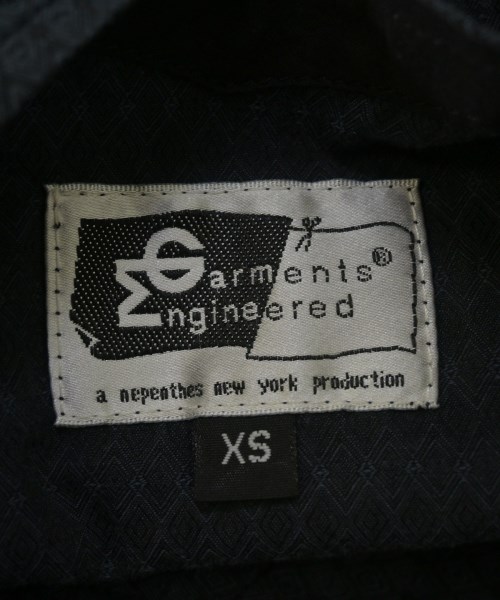 Garments®
Engineered
a nepenthes new york production
XS